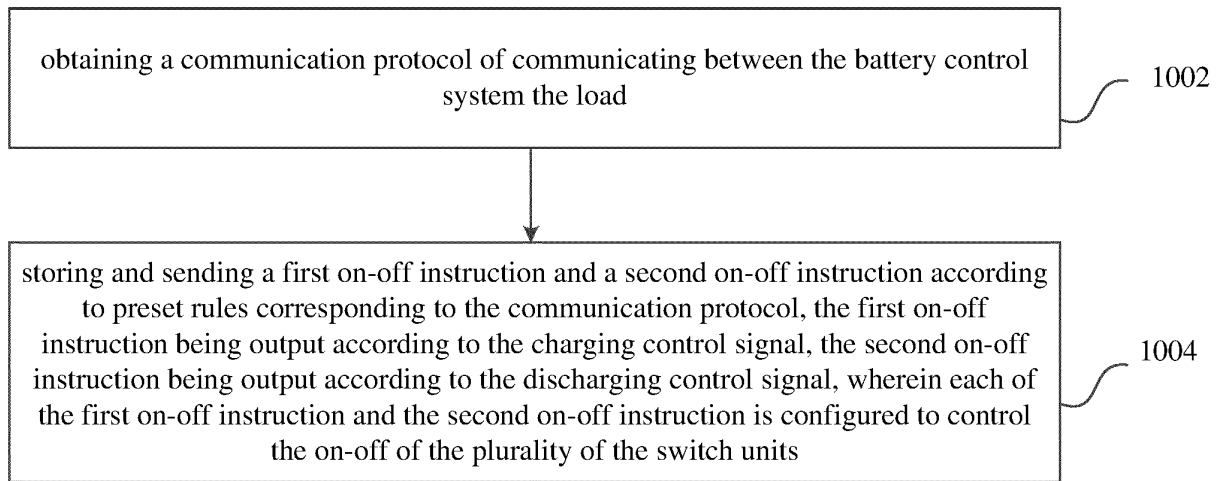 obtaining a communication protocol of communicating between the battery control
system the load
1002
storing and sending a first on-off instruction and a second on-off instruction according
to preset rules corresponding to the communication protocol, the first on-off
instruction being output according to the charging control signal, the second on-off
instruction being output according to the discharging control signal, wherein each of
the first on-off instruction and the second on-off instruction is configured to control
the on-off of the plurality of the switch units
1004